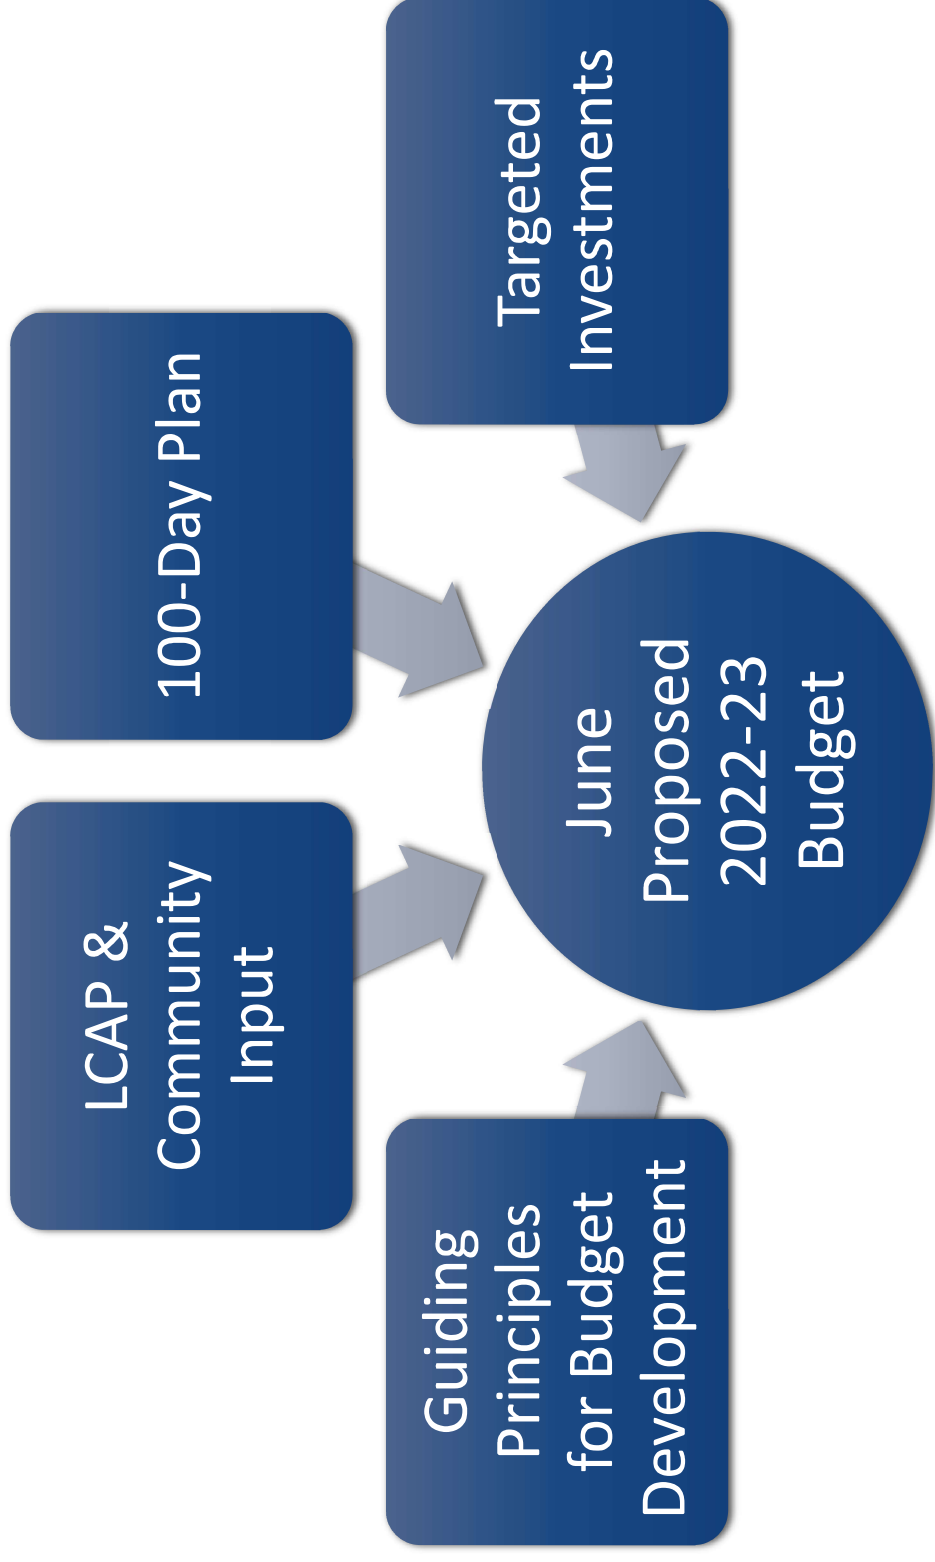 Guiding
Principles
for Budget
Development
LCAP &
Community
Input
100-Day Plan
Targeted
Investments
June
Proposed
2022-23
Budget